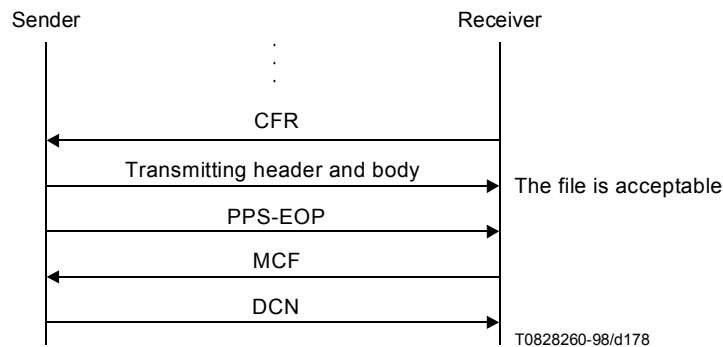 Sender
Receiver
CFR
Transmitting header and body
The file is acceptable
PPS-EOP
MCF
DCN
T0828260-98/d178